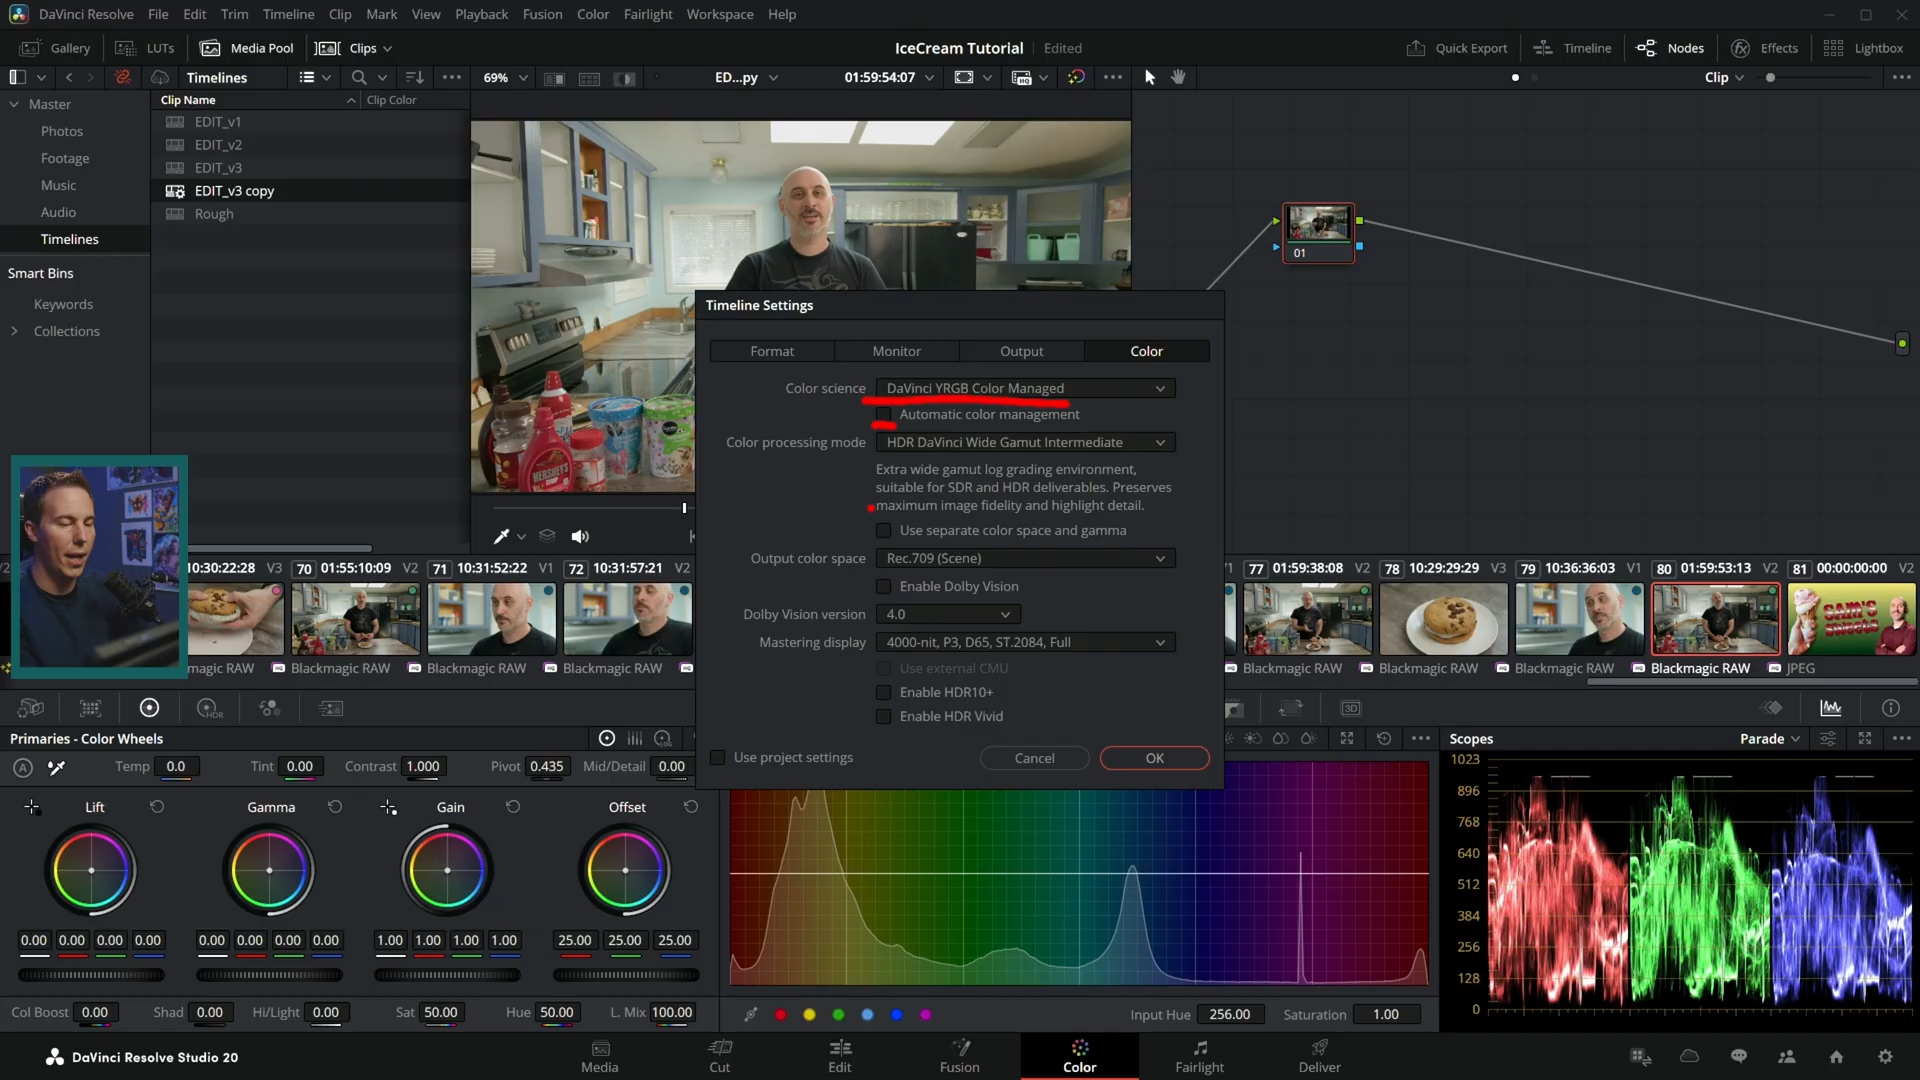 DaVinci Resolve File Edit Trim Timeline Clip Mark View Playback Fusion Color Fairlight Workspace Help
Gallery LUTs Media Pool Clips IceCream Tutorial Edited Quick Export Timeline Nodes Effects Lightbox
Timelines 69% ED...py 01:59:54:07 Clip
Master
Photos
Footage
Music
Audio
Timelines
Smart Bins
Keywords
Collections
Clip Name Clip Color
EDIT_v1
EDIT_v2
EDIT_v3
EDIT_v3 copy
Rough
HERSHEY'S
01
Timeline Settings
Format Monitor Output Color
Color science DaVinci YRGB Color Managed
Automatic color management
Color processing mode HDR DaVinci Wide Gamut Intermediate
Extra wide gamut log grading environment,
suitable for SDR and HDR deliverables. Preserves
maximum image fidelity and highlight detail.
Use separate color space and gamma
Output color space Rec.709 (Scene)
Enable Dolby Vision
Dolby Vision version 4.0
Mastering display 4000-nit, P3, D65, ST.2084, Full
Use external CMU
Enable HDR10+
Enable HDR Vivid
Use project settings Cancel OK
10:30:22:28 V3 70 01:55:10:09 V2 71 10:31:52:22 V1 72 10:31:57:21 V2
77 01:59:38:08 V2 78 10:29:29:29 V3 79 10:36:36:03 V1 80 01:59:53:13 V2 81 00:00:00:00 V2
SAM'S
magic RAW Blackmagic RAW Blackmagic RAW Blackmagic RAW
Blackmagic RAW Blackmagic RAW Blackmagic RAW Blackmagic RAW JPEG
HDR 3D
Primaries - Color Wheels LOG
Temp 0.0 Tint 0.00 Contrast 1.000 Pivot 0.435 Mid/Detail 0.00
Lift Gamma Gain Offset
0.00 0.00 0.00 0.00 0.00 0.00 0.00 0.00 1.00 1.00 1.00 1.00 25.00 25.00 25.00
Col Boost 0.00 Shad 0.00 Hi/Light 0.00 Sat 50.00 Hue 50.00 L. Mix 100.00
Input Hue 256.00 Saturation 1.00
Scopes Parade
1023
896
768
640
512
384
256
128
0
DaVinci Resolve Studio 20
Media Cut Edit Fusion Color Fairlight Deliver